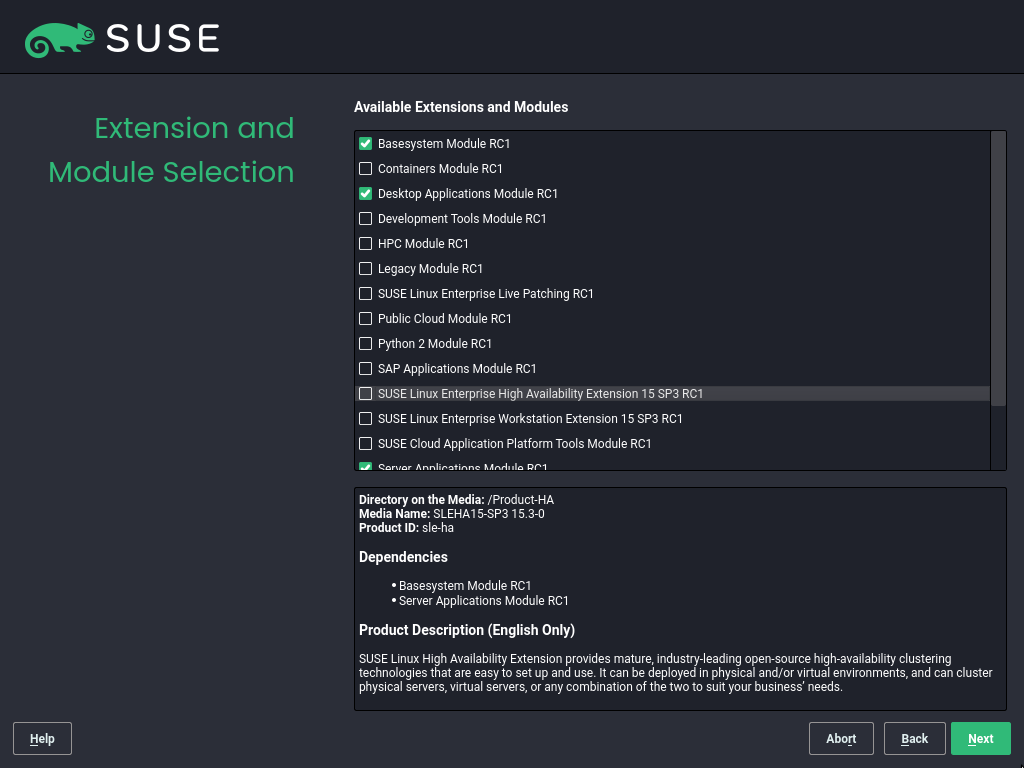 SUSE
Extension and
Module Selection
Available Extensions and Modules
Basesystem Module RC1
Containers Module RC1
Desktop Applications Module RC1
Development Tools Module RC1
HPC Module RC1
Legacy Module RC1
SUSE Linux Enterprise Live Patching RC1
Public Cloud Module RC1
Python 2 Module RC1
SAP Applications Module RC1
SUSE Linux Enterprise High Availability Extension 15 SP3 RC1
SUSE Linux Enterprise Workstation Extension 15 SP3 RC1
SUSE Cloud Application Platform Tools Module RC1
Server Applications Module RC1
Directory on the Media: /Product-HA
Media Name: SLEHA15-SP3 15.3-0
Product ID: sle-ha
Dependencies
• Basesystem Module RC1
• Server Applications Module RC1
Product Description (English Only)
SUSE Linux High Availability Extension provides mature, industry-leading open-source high-availability clustering
technologies that are easy to set up and use. It can be deployed in physical and/or virtual environments, and can cluster
physical servers, virtual servers, or any combination of the two to suit your business’ needs.
Help
Abort
Back
Next